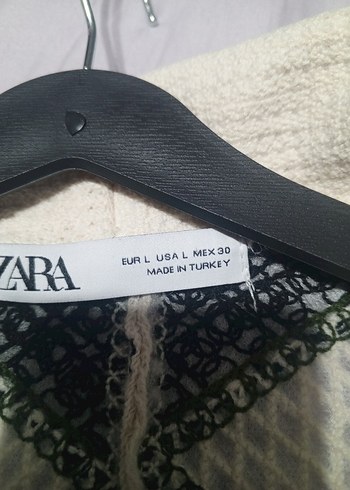 ZARA
EUR L USA L MEX 30
MADE IN TURKEY